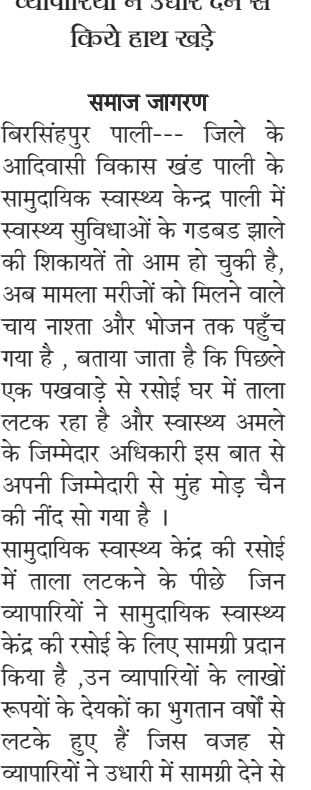 व्यापारियों ने उधार देने से
किये हाथ खड़े
समाज जागरण
बिरसिंहपुर पाली--- जिले के
आदिवासी विकास खंड पाली के
सामुदायिक स्वास्थ्य केन्द्र पाली में
स्वास्थ्य सुविधाओं के गडबड झाले
की शिकायतें तो आम हो चुकी है,
अब मामला मरीजों को मिलने वाले
चाय नाश्ता और भोजन तक पहुँच
गया है , बताया जाता है कि पिछले
एक पखवाड़े से रसोई घर में ताला
लटक रहा है और स्वास्थ्य अमले
के जिम्मेदार अधिकारी इस बात से
अपनी जिम्मेदारी से मुंह मोड़ चैन
की नींद सो गया है ।
सामुदायिक स्वास्थ्य केंद्र की रसोई
में ताला लटकने के पीछे जिन
व्यापारियों ने सामुदायिक स्वास्थ्य
केंद्र की रसोई के लिए सामग्री प्रदान
किया है ,उन व्यापारियों के लाखों
रूपयों के देयकों का भुगतान वर्षों से
लटके हुए हैं जिस वजह से
व्यापारियों ने उधारी में सामग्री देने से